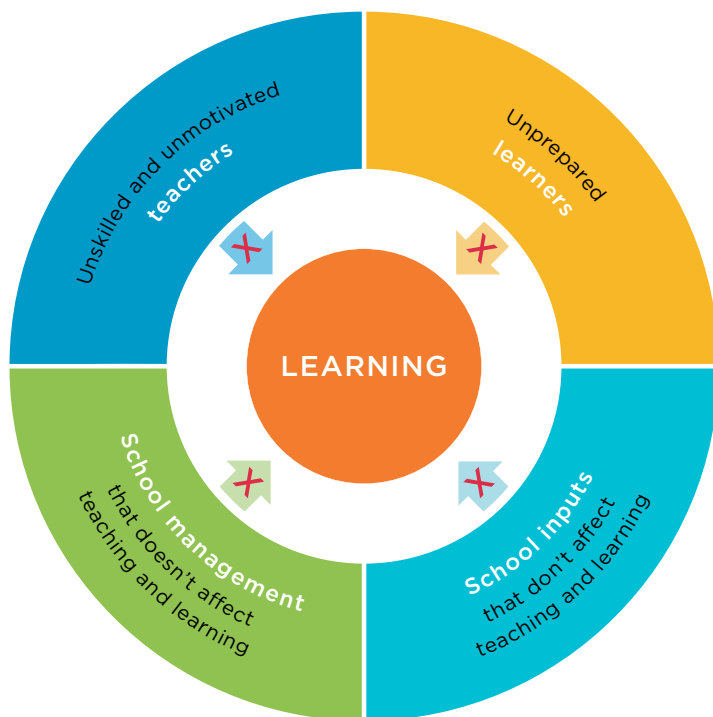 Unskilled and unmotivated
teachers
Unprepared
learners
LEARNING
School management
that doesn't affect
teaching and learning
School inputs
that don't affect
teaching and learning